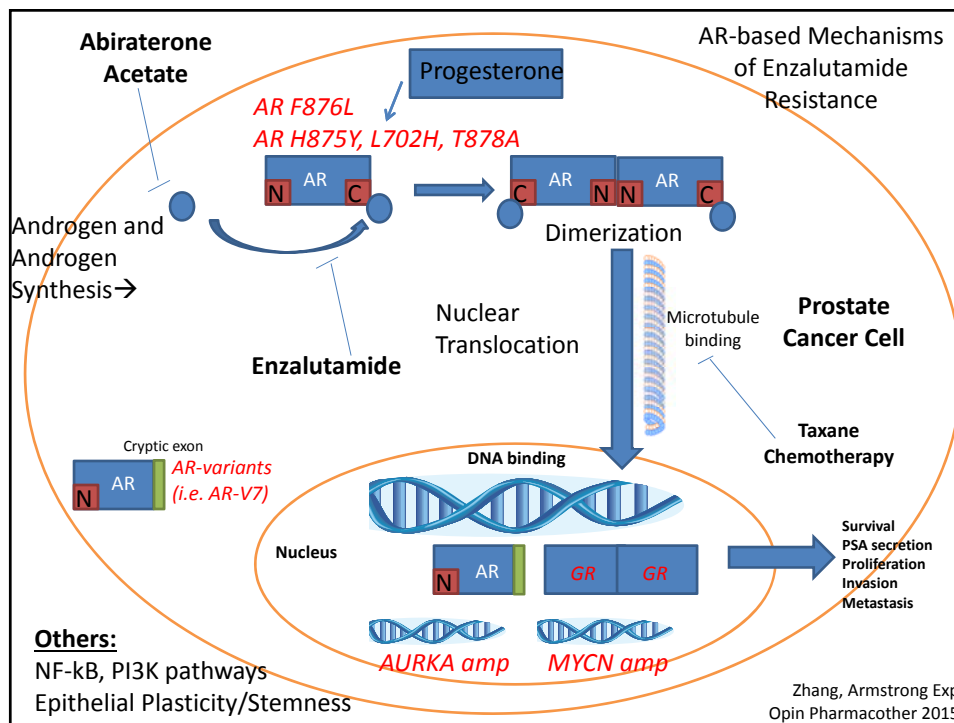 Abiraterone
Acetate
AR-based Mechanisms
of Enzalutamide
Resistance
Progesterone
AR F876L
AR H875Y, L702H, T878A
AR
N
C
AR
AR
C
N
N
C
Androgen and
Androgen
Synthesis→
Dimerization
Enzalutamide
Nuclear
Translocation
Microtubule
binding
Prostate
Cancer Cell
Taxane
Chemotherapy
Cryptic exon
AR
N
AR-variants
(i.e. AR-V7)
DNA binding
Nucleus
AR
N
GR
GR
Survival
PSA secretion
Proliferation
Invasion
Metastasis
AURKA amp
MYCN amp
Others:
NF-kB, PI3K pathways
Epithelial Plasticity/Stemness
Zhang, Armstrong Exp
Opin Pharmacother 2015